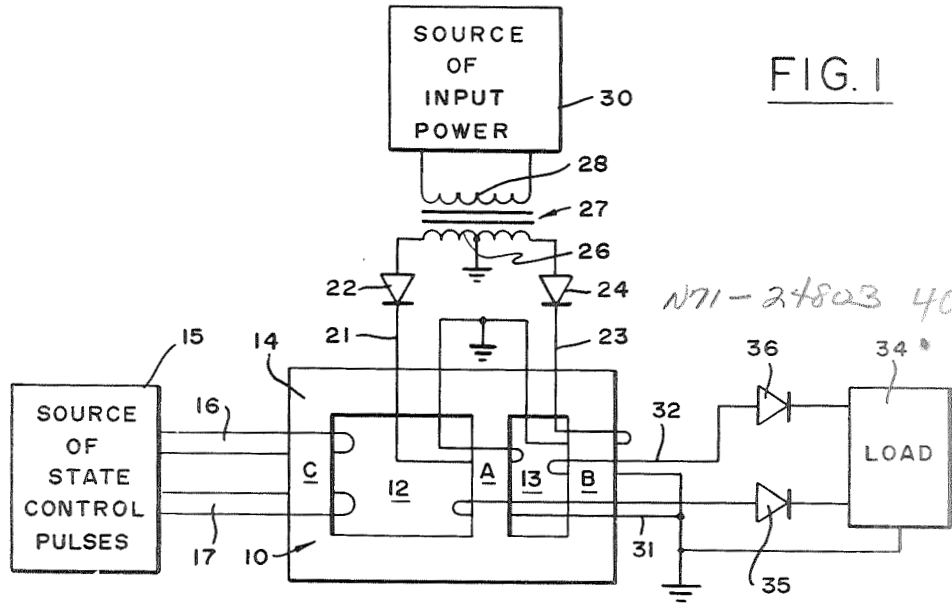 SOURCE
OF
INPUT
POWER
30
FIG. 1
28
27
26
22
24
N71-24803 40
21
23
15
14
36
34
SOURCE
OF
STATE
CONTROL
PULSES
16
17
C
12
A
13
B
32
LOAD
10
31
35